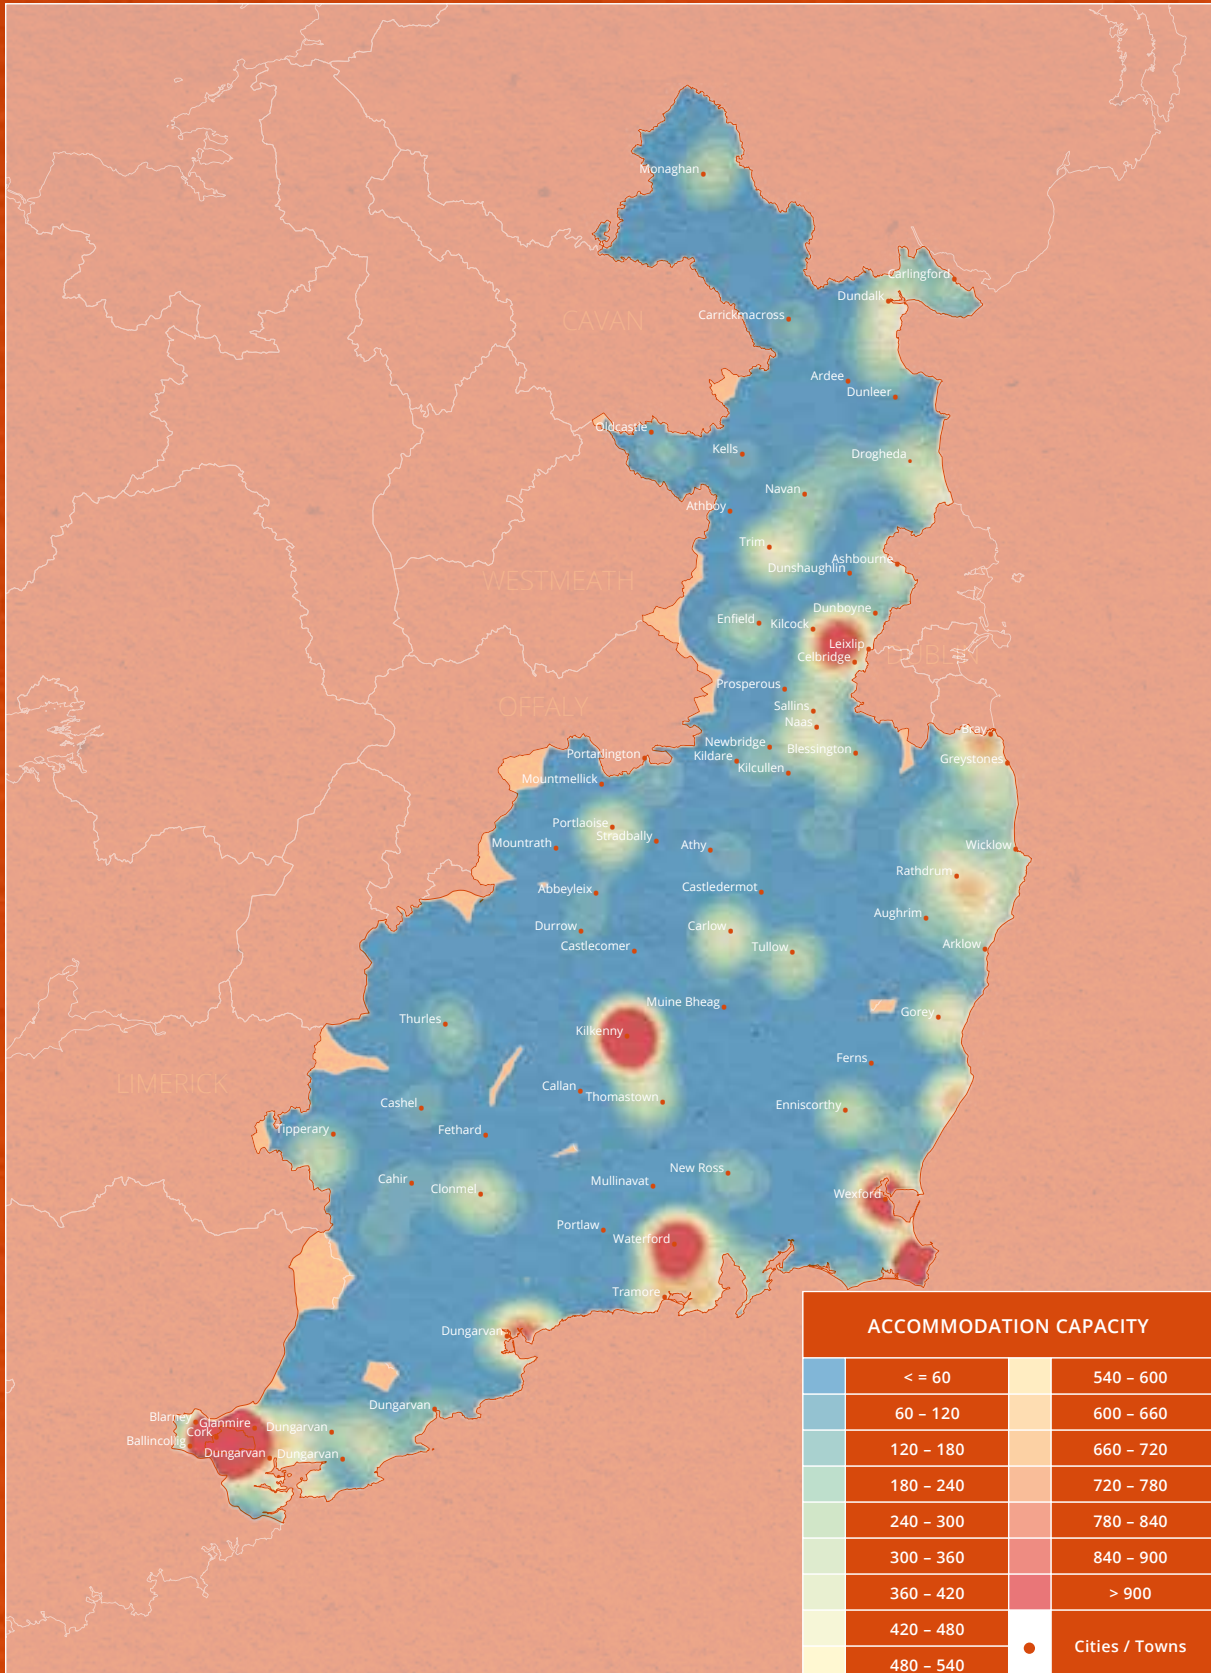 Monaghan
Carlingford
Dundalk
Carrickmacross
CAVAN
Ardee
Dunleer
Oldcastle
Kells
Drogheda
Navan
Athboy
Trim
Ashbourne
Dunshaughlin
WESTMEATH
Dunboyne
Enfield
Kilcock
Leixlip
Celbridge
DUBLIN
Prosperous
OFFALY
Sallins
Naas
Bray
Newbridge
Blessington
Portarlington
Kildare
Greystones
Kilcullen
Mountmellick
Portlaoise
Stradbally
Mountrath
Athy
Wicklow
Rathdrum
Abbeyleix
Castledermot
Aughrim
Durrow
Carlow
Castlecomer
Tullow
Arklow
Muine Bheag
Thurles
Gorey
Kilkenny
Ferns
LIMERICK
Callan
Thomastown
Cashel
Enniscorthy
Tipperary
Fethard
New Ross
Cahir
Clonmel
Mullinavat
Wexford
Portlaw
Waterford
Tramore
Dungarvan
Dungarvan
Blarney
Glanmire
Dungarvan
Cork
Ballincollig
Dungarvan
Dungarvan
ACCOMMODATION CAPACITY
< = 60
540 – 600
60 – 120
600 – 660
120 – 180
660 – 720
180 – 240
720 – 780
240 – 300
780 – 840
300 – 360
840 – 900
360 – 420
> 900
420 – 480
Cities / Towns
480 – 540